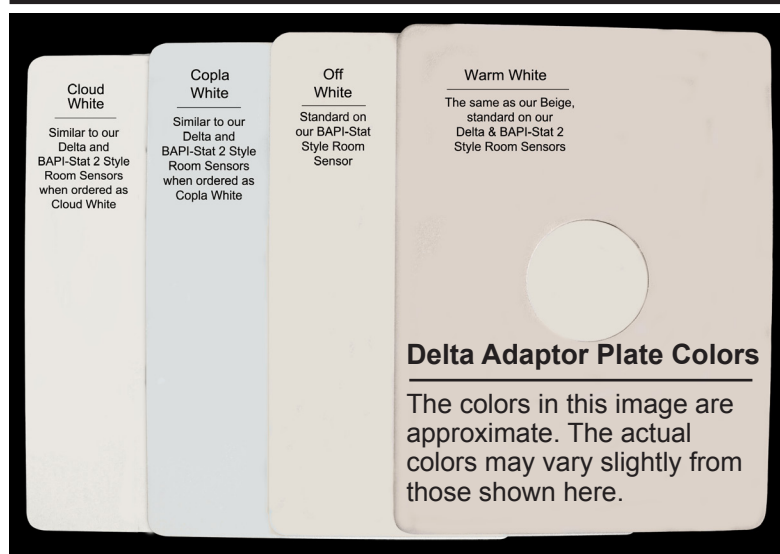 Cloud
White
Similar to our
Delta and
BAPI-Stat 2 Style
Room Sensors
when ordered as
Cloud White
Copla
White
Similar to our
Delta and
BAPI-Stat 2 Style
Room Sensors
when ordered as
Copla White
Off
White
Standard on
our BAPI-Stat
Style Room
Sensor
Warm White
The same as our Beige,
standard on our
Delta & BAPI-Stat 2
Style Room Sensors
Delta Adaptor Plate Colors
The colors in this image are
approximate. The actual
colors may vary slightly from
those shown here.